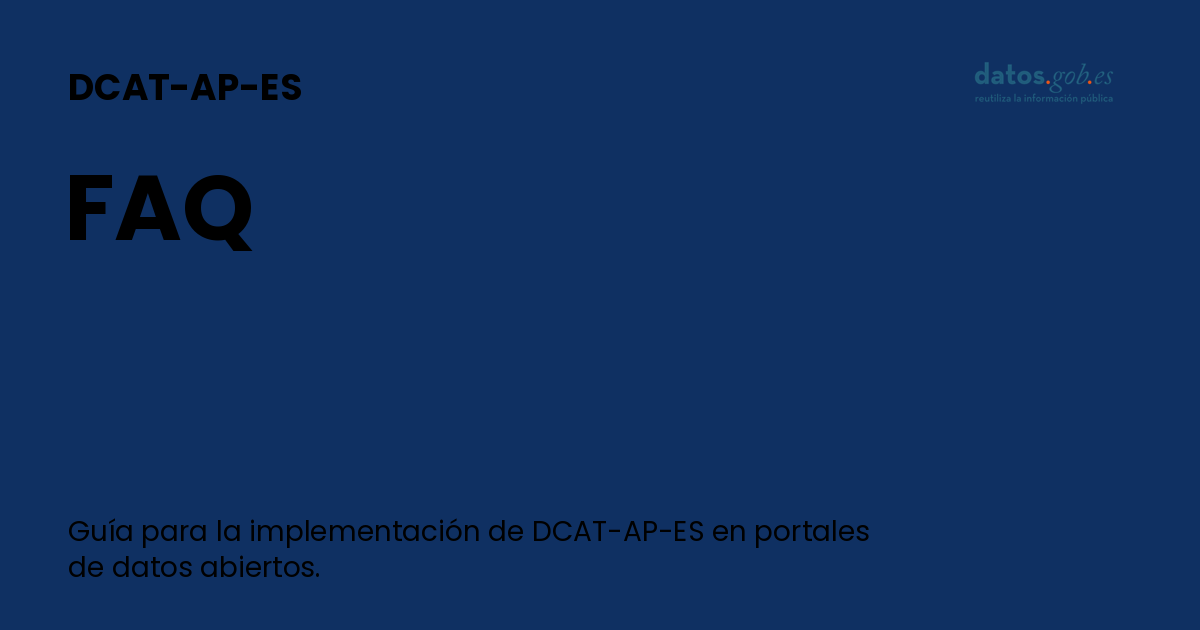 DCAT-AP-ES
datos.gob.es
reutiliza la información pública
FAQ
Guía para la implementación de DCAT-AP-ES en portales
de datos abiertos.